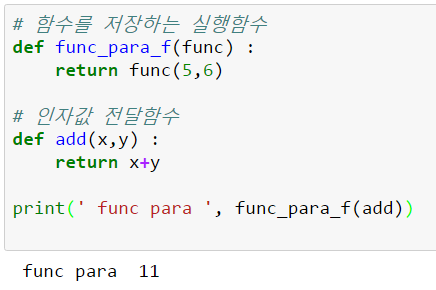 # 함수를 저장하는 실행함수
def func_para_f(func) :
    return func(5,6)
# 인자값 전달함수
def add(x,y) :
    return x+y
print(' func para ', func_para_f(add))
func para  11